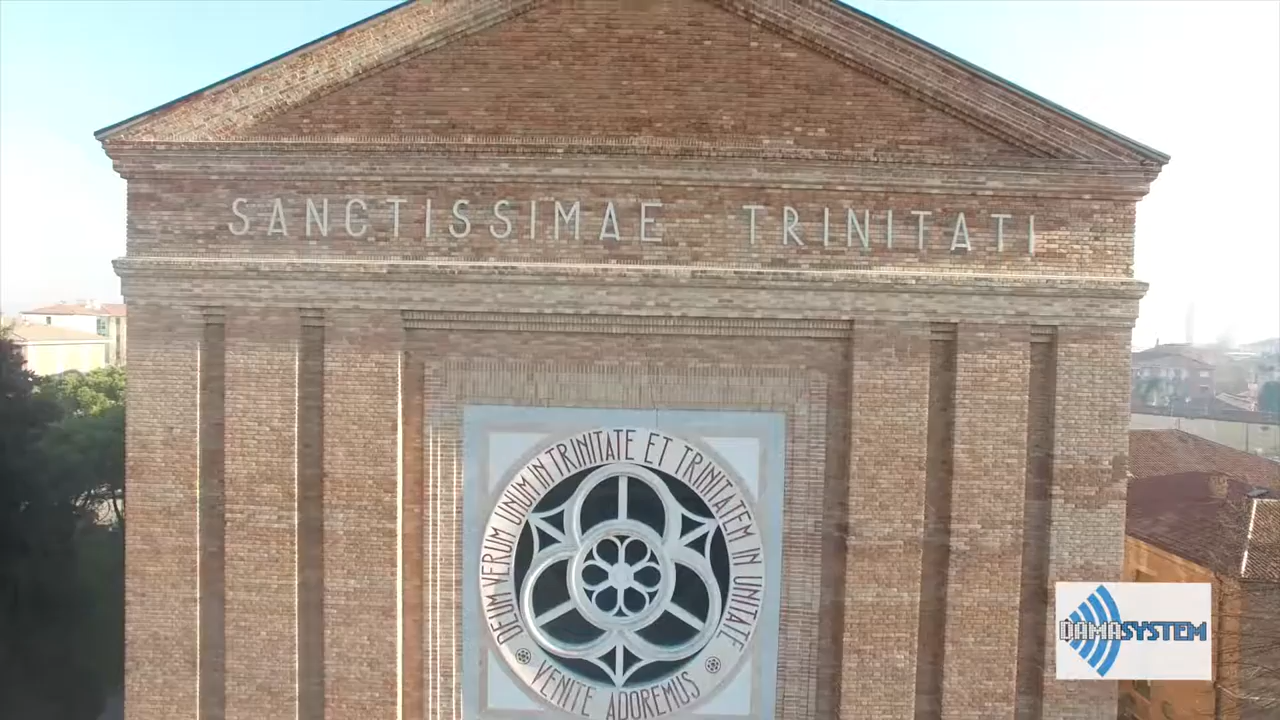 SANCTISSIMAE TRINITATI
DEUM VERUM UNUM IN TRINITATE ET TRINITATEM IN UNITATE
VENITE ADOREMUS
DAMASYSTEM